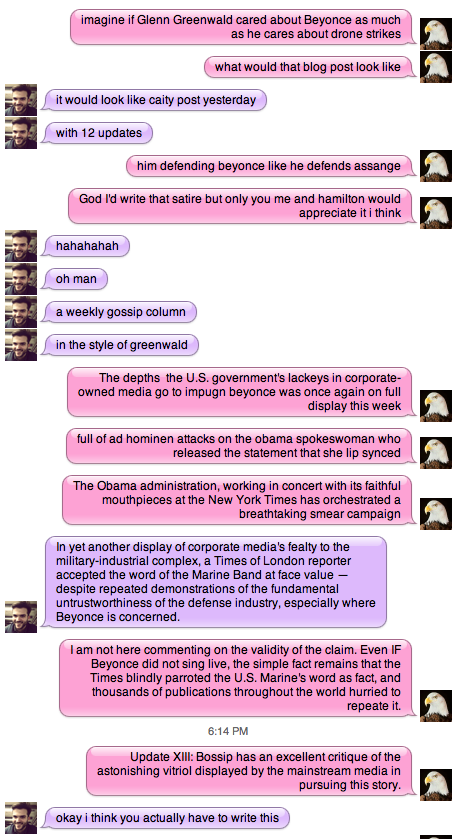 imagine if Glenn Greenwald cared about Beyonce as much
as he cares about drone strikes
what would that blog post look like
it would look like caity post yesterday
with 12 updates
him defending beyonce like he defends assange
God I'd write that satire but only you me and hamilton would
appreciate it i think
hahahahah
oh man
a weekly gossip column
in the style of greenwald
The depths the U.S. government's lackeys in corporate-
owned media go to impugn beyonce was once again on full
display this week
full of ad hominen attacks on the obama spokeswoman who
released the statement that she lip synced
The Obama administration, working in concert with its faithful
mouthpieces at the New York Times has orchestrated a
breathtaking smear campaign
In yet another display of corporate media's fealty to the
military-industrial complex, a Times of London reporter
accepted the word of the Marine Band at face value —
despite repeated demonstrations of the fundamental
untrustworthiness of the defense industry, especially where
Beyonce is concerned.
I am not here commenting on the validity of the claim. Even IF
Beyonce did not sing live, the simple fact remains that the
Times blindly parroted the U.S. Marine's word as fact, and
thousands of publications throughout the world hurried to
repeate it.
6:14 PM
Update XIII: Bossip has an excellent critique of the
astonishing vitriol displayed by the mainstream media in
pursuing this story.
okay i think you actually have to write this